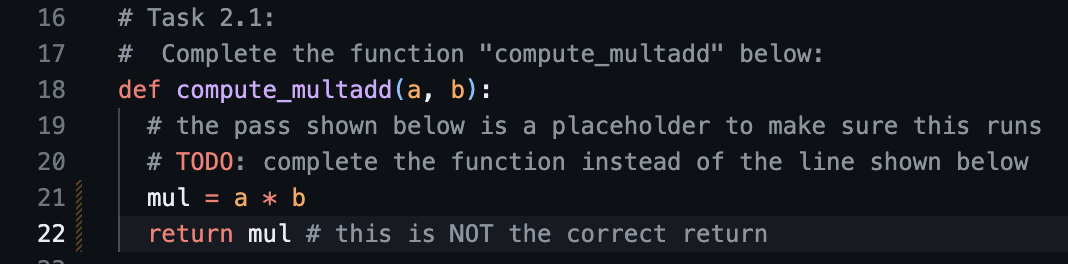 16 # Task 2.1:
17 #  Complete the function "compute_multadd" below:
18 def compute_multadd(a, b):
19   # the pass shown below is a placeholder to make sure this runs
20   # TODO: complete the function instead of the line shown below
21   mul = a * b
22   return mul # this is NOT the correct return